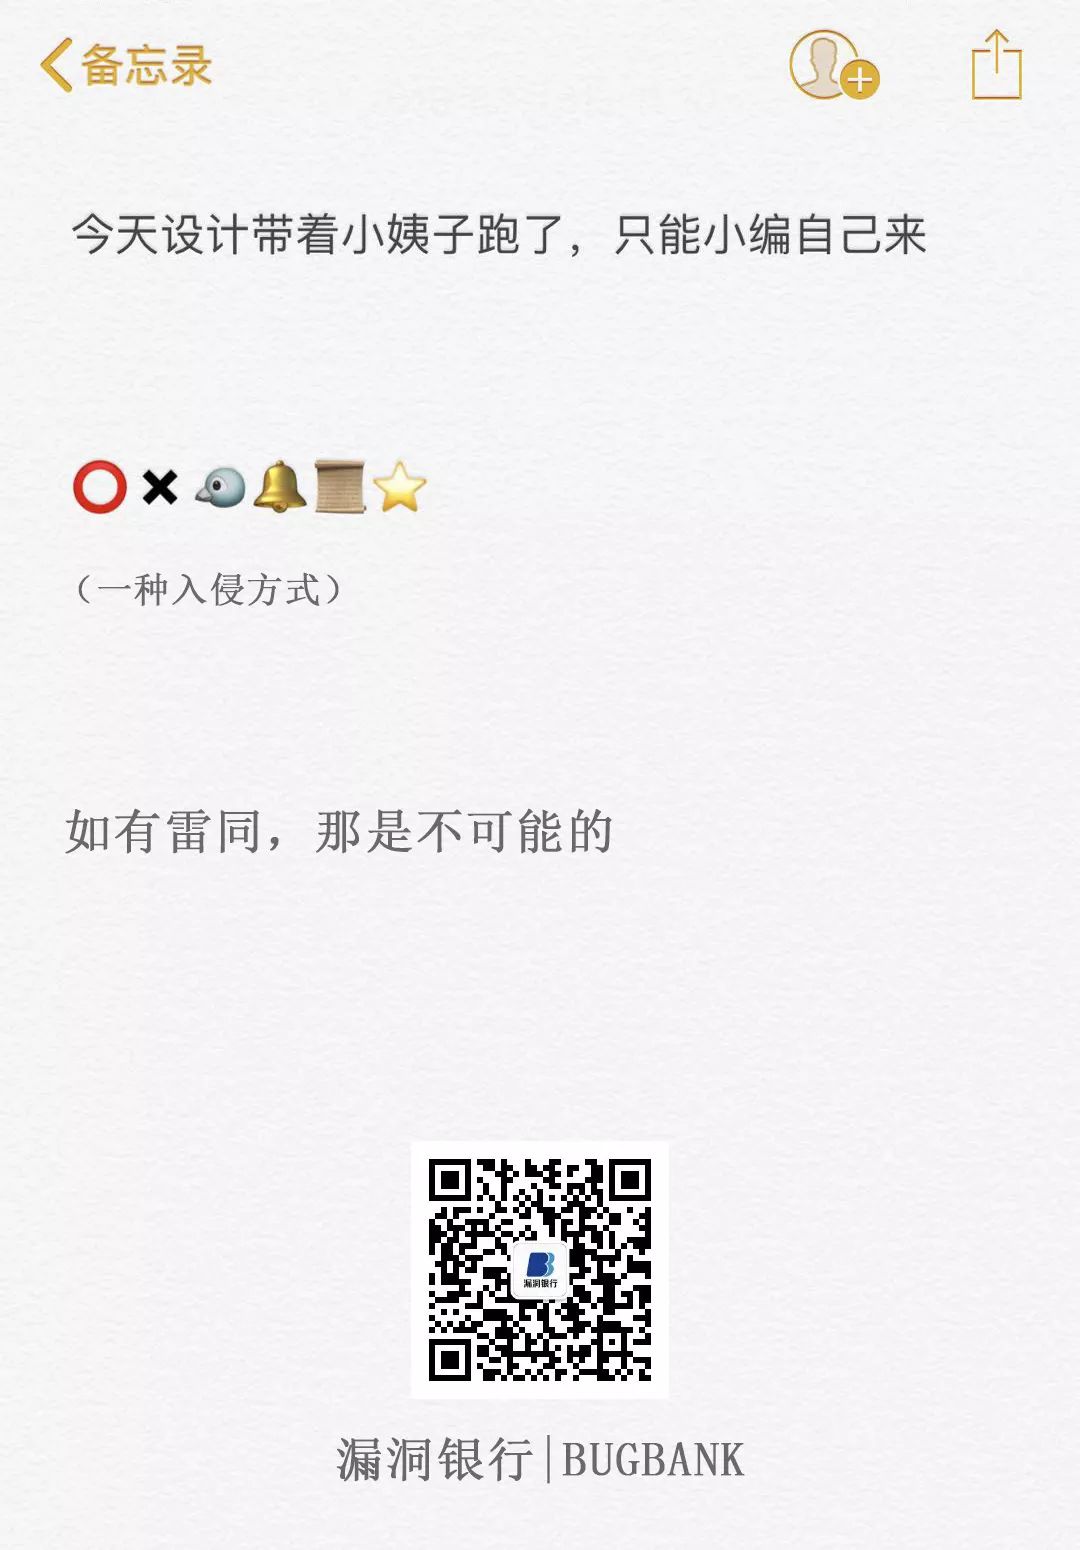 备忘录
今天设计带着小姨子跑了，只能小编自己来
⭕✖🐦🔔📜⭐
（一种入侵方式）
如有雷同，那是不可能的
漏洞银行
漏洞银行|BUGBANK